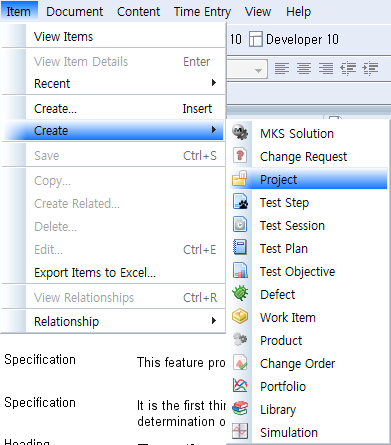 Item Document Content Time Entry View Help
View Items
10 Developer 10
View Item Details Enter
Recent
Create... Insert
Create
Save Ctrl+S
Copy...
Create Related...
Delete...
Edit... Ctrl+E
Export Items to Excel...
View Relationships Ctrl+R
Relationship
MKS Solution
Change Request
Project
Test Step
Test Session
Test Plan
Test Objective
Defect
Work Item
Product
Change Order
Portfolio
Library
Simulation
Specification This feature pro
Specification It is the first thin
determination o